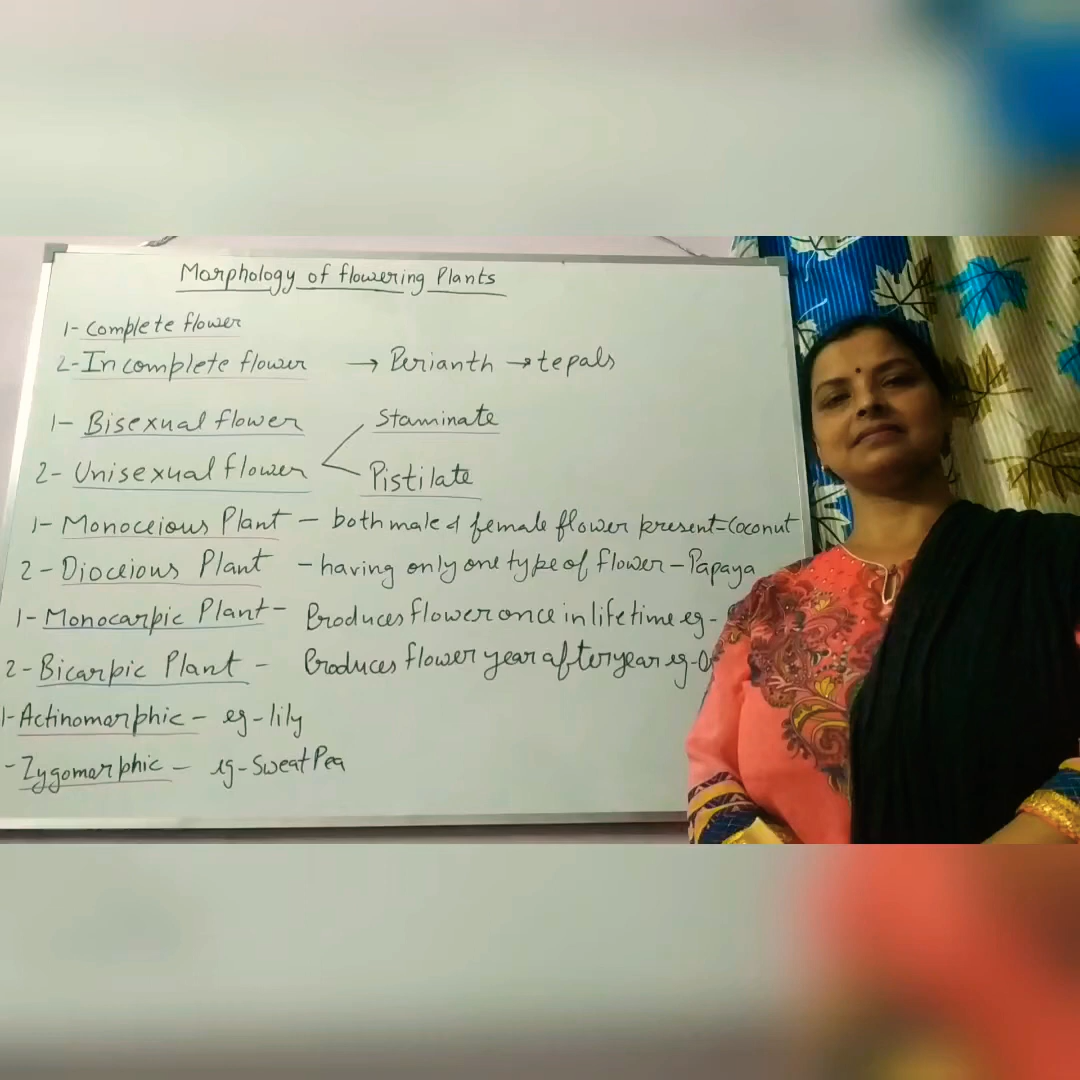 Morphology of flowering Plants
1- Complete flower
2- Incomplete flower → Perianth → tepals
1- Bisexual flower
Staminate
2- Unisexual flower
Pistilate
1- Monoceious Plant - both male & female flower present - Coconut
2- Dioceious Plant - having only one type of flower - Papaya
1- Monocarpic Plant - Produces flower once in life time eg-
2- Bicarpic Plant - Produces flower year after year eg-
1- Actinomorphic - eg- lily
- Zygomorphic - eg- Sweat Pea